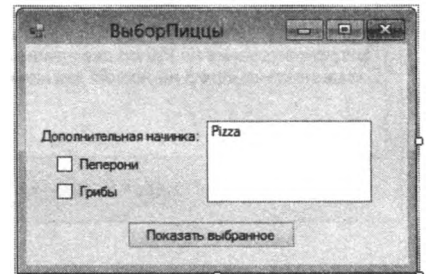 ВыборПиццы
Дополнительная начинка:
Pizza
Пеперони
Грибы
Показать выбранное